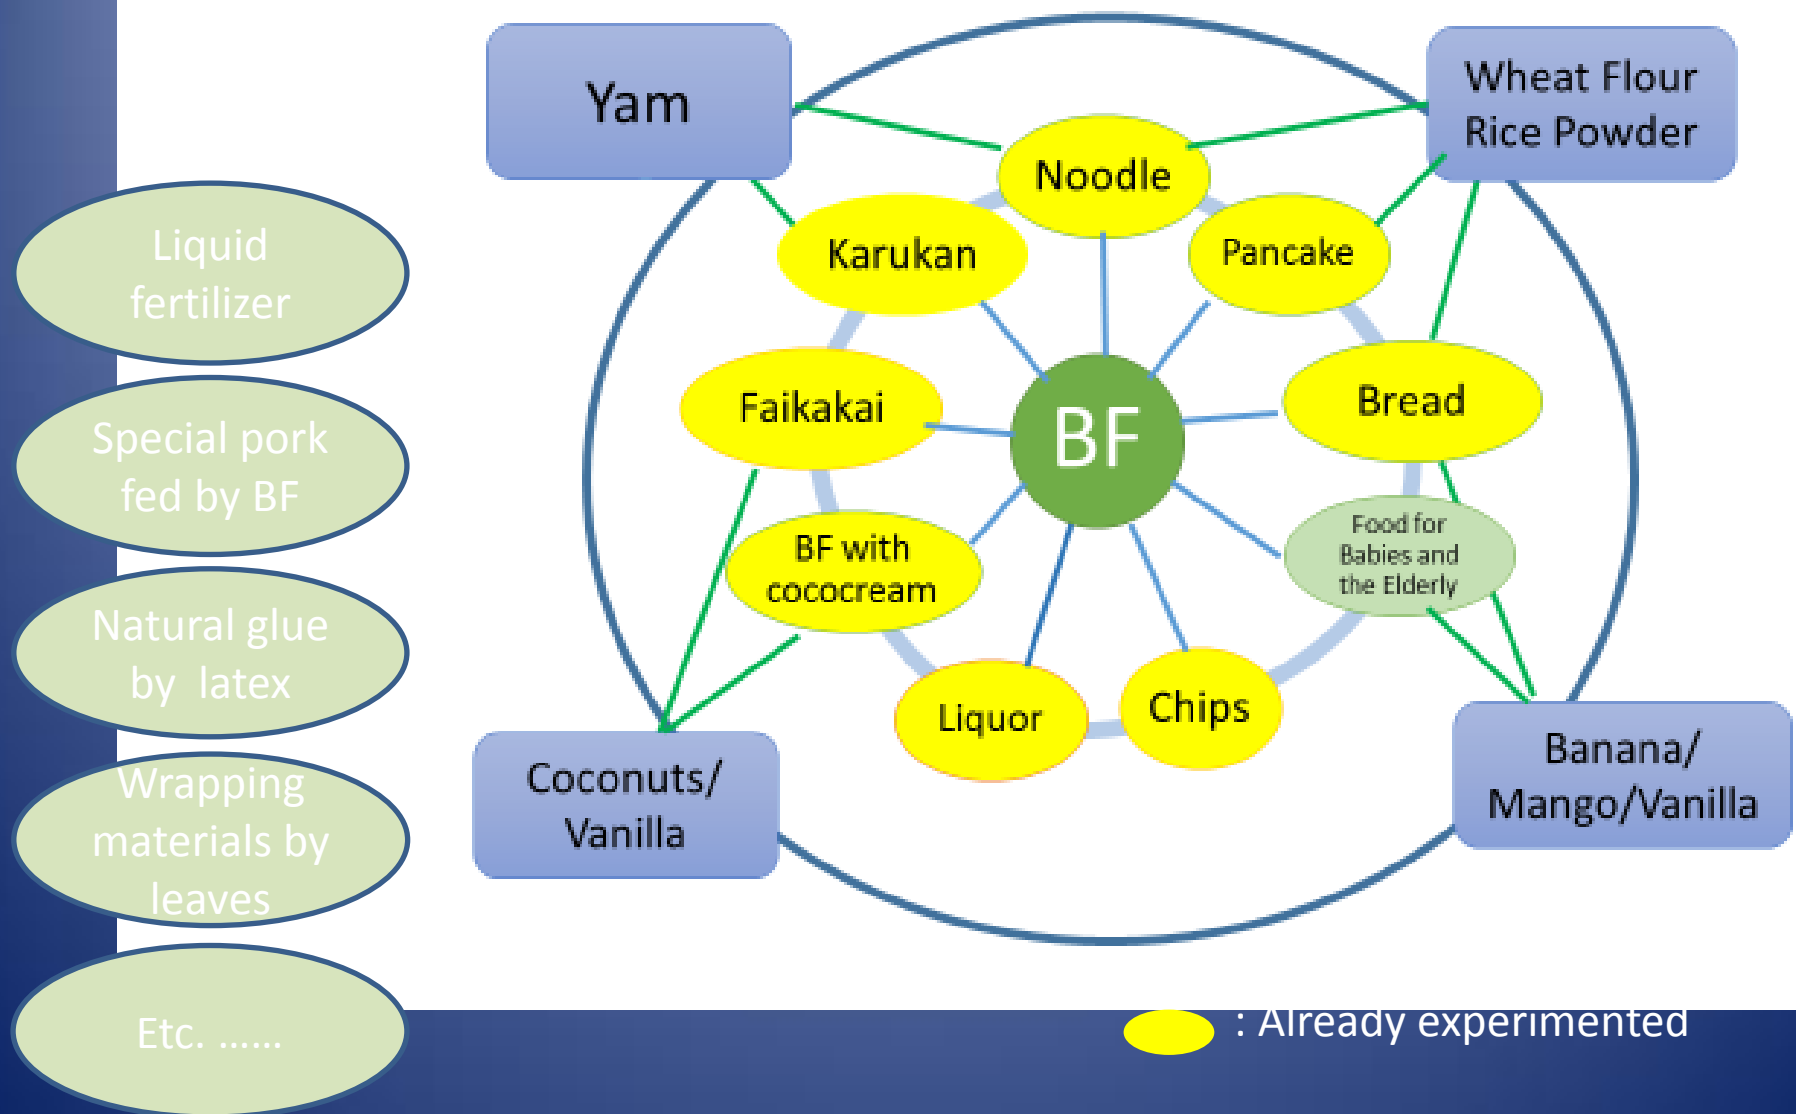 Yam
Wheat Flour
Rice Powder
Noodle
Karukan
Pancake
Faikakai
BF
Bread
BF with
cococream
Food for
Babies and
the Elderly
Liquor
Chips
Coconuts/
Vanilla
Banana/
Mango/Vanilla
Liquid
fertilizer
Special pork
fed by BF
Natural glue
by latex
Wrapping
materials by
leaves
Etc. ......
: Already experimented